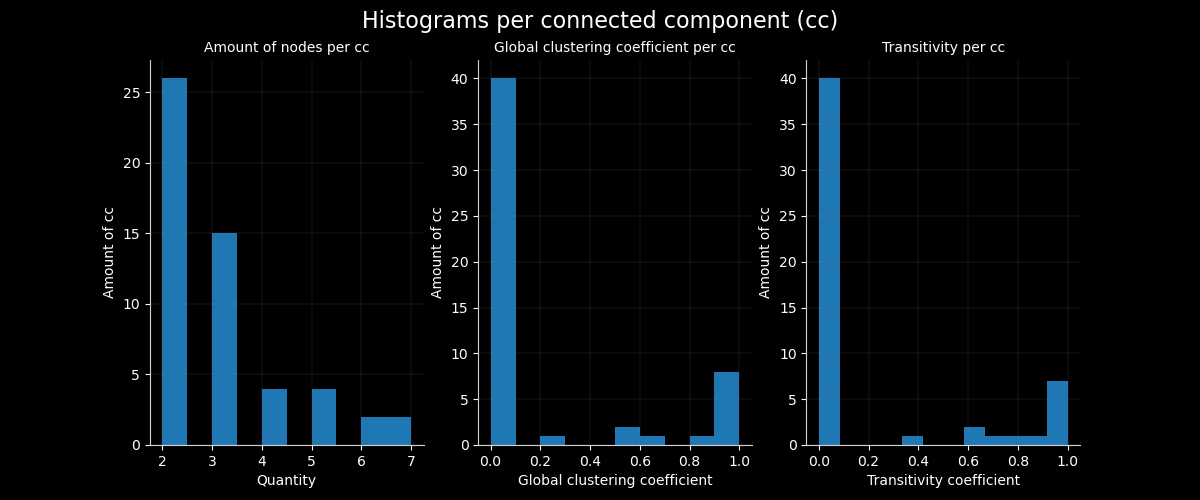 Histograms per connected component (cc)
Amount of nodes per cc
Amount of cc
25
20
15
10
5
0
2 3 4 5 6 7
Quantity
Global clustering coefficient per cc
Amount of cc
40
35
30
25
20
15
10
5
0
0.0 0.2 0.4 0.6 0.8 1.0
Global clustering coefficient
Transitivity per cc
Amount of cc
40
35
30
25
20
15
10
5
0
0.0 0.2 0.4 0.6 0.8 1.0
Transitivity coefficient